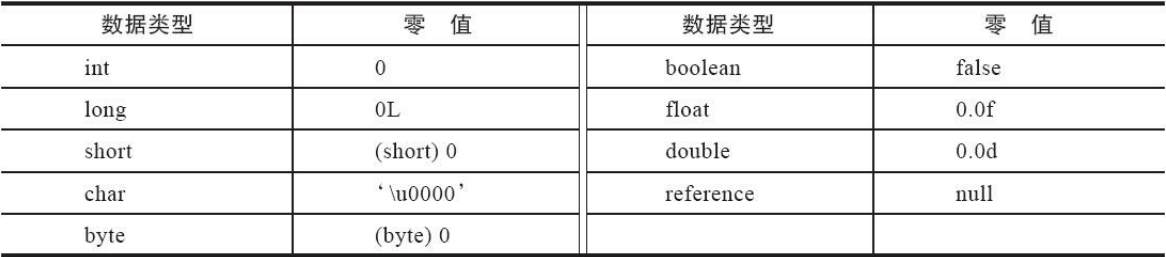 数据类型 零 值 数据类型 零 值
int 0 boolean false
long 0L float 0.0f
short (short) 0 double 0.0d
char ‘\u0000’ reference null
byte (byte) 0